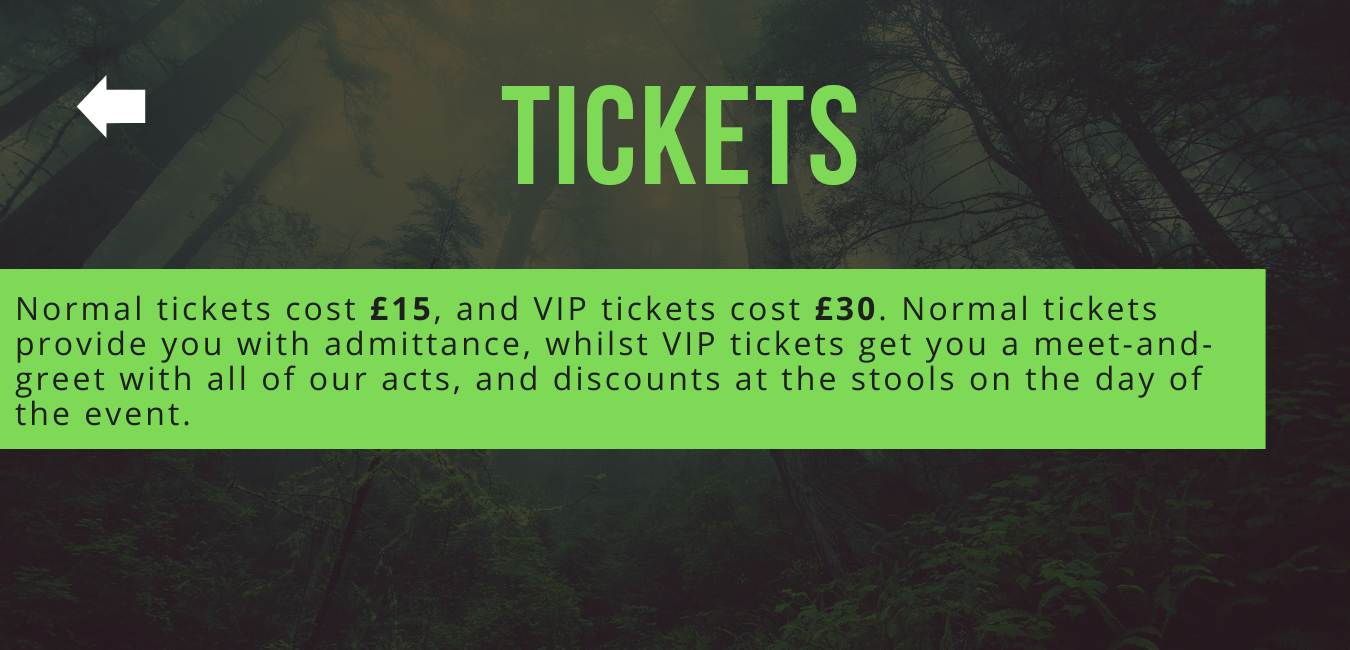 TICKETS
Normal tickets cost £15, and VIP tickets cost £30. Normal tickets
provide you with admittance, whilst VIP tickets get you a meet-and-
greet with all of our acts, and discounts at the stools on the day of
the event.